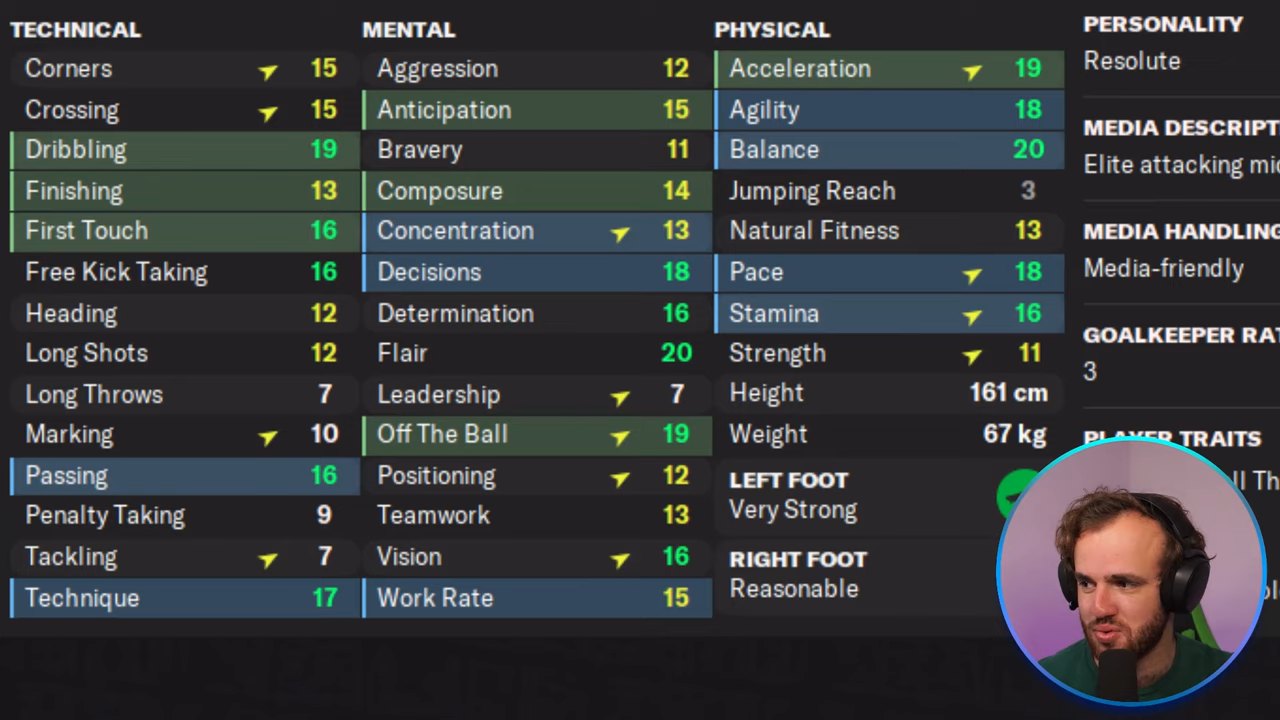 TECHNICAL
Corners 15
Crossing 15
Dribbling 19
Finishing 13
First Touch 16
Free Kick Taking 16
Heading 12
Long Shots 12
Long Throws 7
Marking 10
Passing 16
Penalty Taking 9
Tackling 7
Technique 17
MENTAL
Aggression 12
Anticipation 15
Bravery 11
Composure 14
Concentration 13
Decisions 18
Determination 16
Flair 20
Leadership 7
Off The Ball 19
Positioning 12
Teamwork 13
Vision 16
Work Rate 15
PHYSICAL
Acceleration 19
Agility 18
Balance 20
Jumping Reach 3
Natural Fitness 13
Pace 18
Stamina 16
Strength 11
Height 161 cm
Weight 67 kg
LEFT FOOT
Very Strong
RIGHT FOOT
Reasonable
PERSONALITY
Resolute
MEDIA DESCRIPT
Elite attacking mi
MEDIA HANDLING
Media-friendly
GOALKEEPER RA
3
PLAYER TRAITS